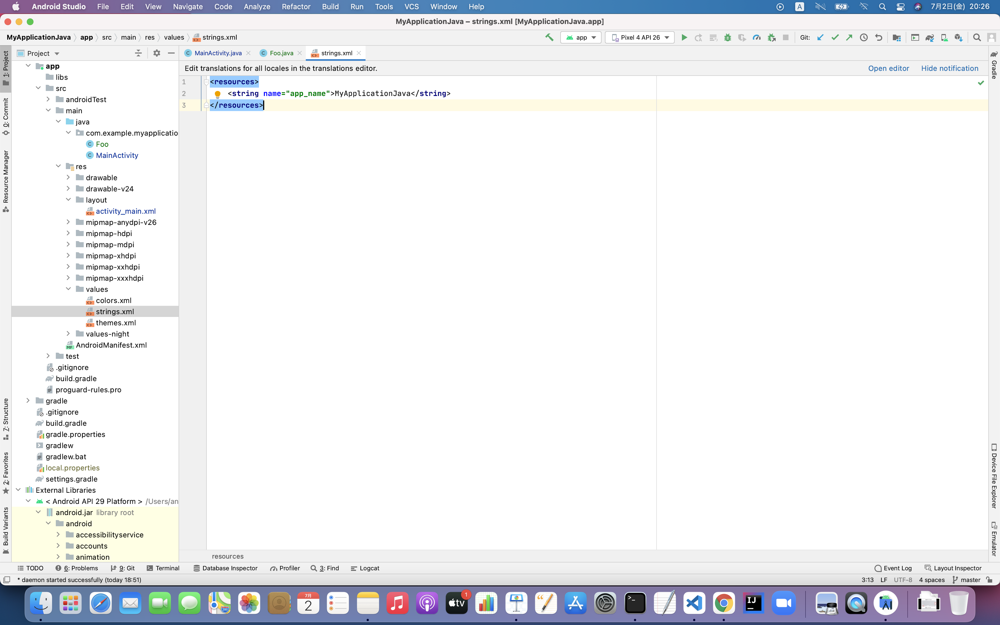 Android Studio File Edit View Navigate Code Analyze Refactor Build Run Tools VCS Window Help A 7月2日(金) 20:26
MyApplicationJava – strings.xml [MyApplicationJava.app]
MyApplicationJava app src main res values strings.xml app Pixel 4 API 26 Git:
Project
MainActivity.java Foo.java strings.xml
Edit translations for all locales in the translations editor. Open editor Hide notification
1: Project
0: Commit
Resource Manager
7: Structure
2: Favorites
Build Variants
app
libs
src
androidTest
main
java
com.example.myapplicatio
Foo
MainActivity
res
drawable
drawable-v24
layout
activity_main.xml
mipmap-anydpi-v26
mipmap-hdpi
mipmap-mdpi
mipmap-xhdpi
mipmap-xxhdpi
mipmap-xxxhdpi
values
colors.xml
strings.xml
themes.xml
values-night
AndroidManifest.xml
test
.gitignore
build.gradle
proguard-rules.pro
gradle
.gitignore
build.gradle
gradle.properties
gradlew
gradlew.bat
local.properties
settings.gradle
External Libraries
< Android API 29 Platform > /Users/an
android.jar library root
android
accessibilityservice
accounts
animation
1 <resources>
2 <string name="app_name">MyApplicationJava</string>
3 </resources>
resources
Gradle
Device File Explorer
Emulator
TODO 6: Problems 9: Git Terminal Database Inspector Profiler 3: Find Logcat Event Log Layout Inspector
* daemon started successfully (today 18:51) 3:13 LF UTF-8 4 spaces master
280
7月
2
tv
1
IJ